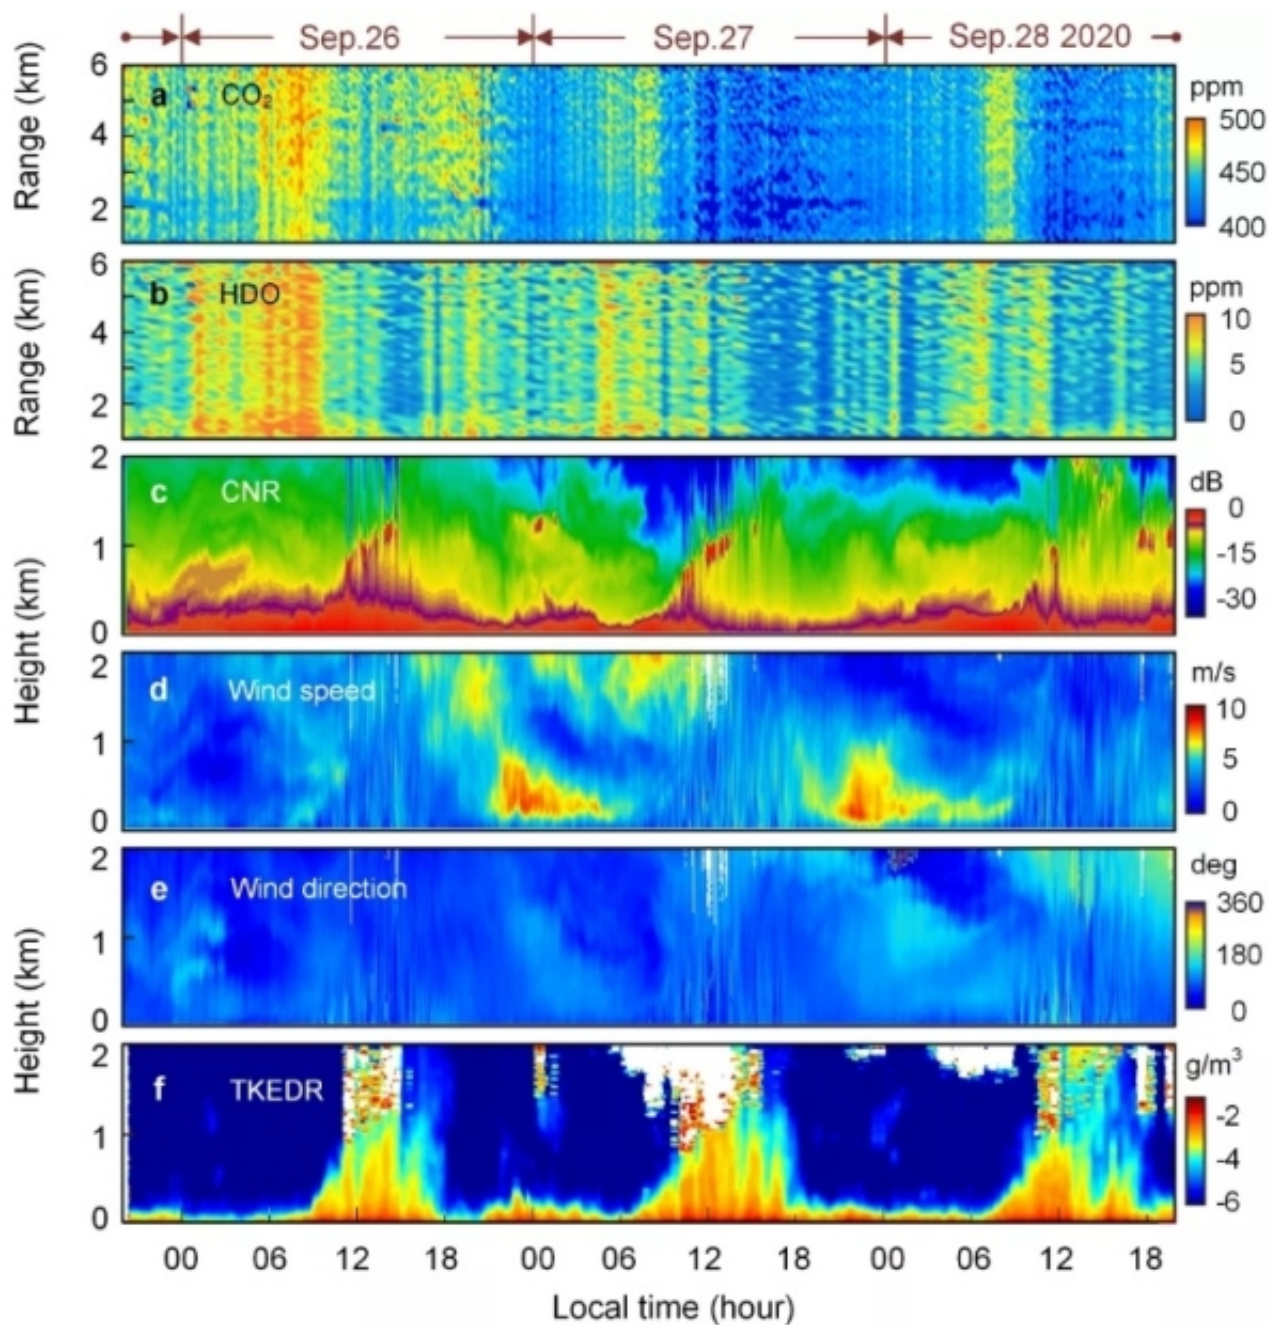 Sep.26 Sep.27 Sep.28 2020
Range (km)
6
4
2
a CO₂
ppm
500
450
400
Range (km)
6
4
2
b HDO
ppm
10
5
0
Height (km)
2
1
0
c CNR
dB
0
-15
-30
2
1
0
d Wind speed
m/s
10
5
0
Height (km)
2
1
0
e Wind direction
deg
360
180
0
2
1
0
f TKEDR
g/m³
-2
-4
-6
00 06 12 18 00 06 12 18 00 06 12 18
Local time (hour)